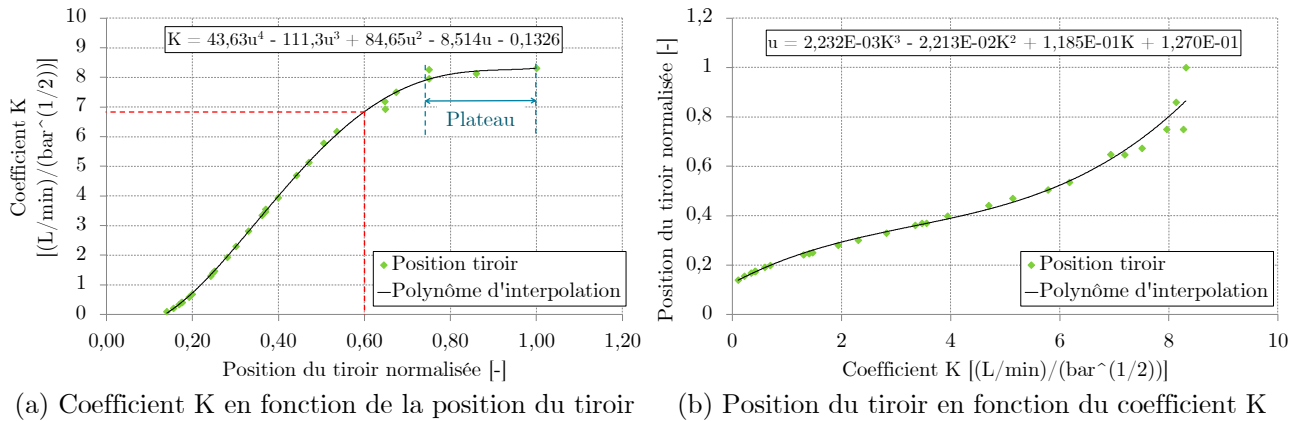 K = 43,63u⁴ - 111,3u³ + 84,65u² - 8,514u - 0,1326
Coefficient K
[(L/min)/(bar^(1/2))]
10
9
8
7
6
5
4
3
2
1
0
Plateau
Position tiroir
Polynôme d'interpolation
0,00 0,20 0,40 0,60 0,80 1,00 1,20
Position du tiroir normalisée [-]
(a) Coefficient K en fonction de la position du tiroir
u = 2,232E-03K³ - 2,213E-02K² + 1,185E-01K + 1,270E-01
Position du tiroir normalisée [-]
1,2
1
0,8
0,6
0,4
0,2
0
Position tiroir
Polynôme d'interpolation
0 2 4 6 8 10
Coefficient K [(L/min)/(bar^(1/2))]
(b) Position du tiroir en fonction du coefficient K